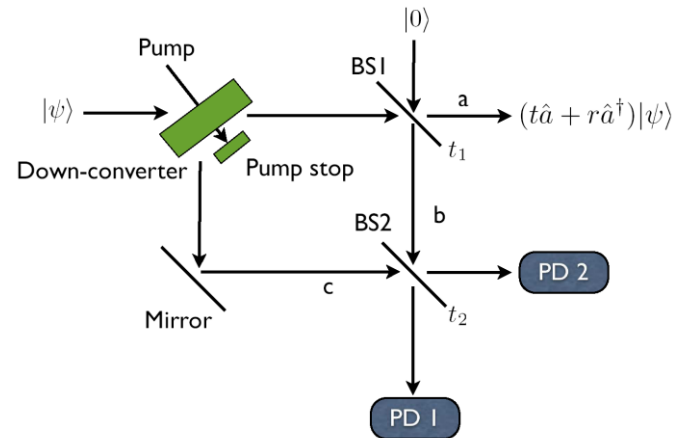 |0⟩
Pump
BS1
a
|ψ⟩
(tâ + râ†)|ψ⟩
t₁
Down-converter
Pump stop
b
BS2
PD 2
c
Mirror
t₂
PD 1